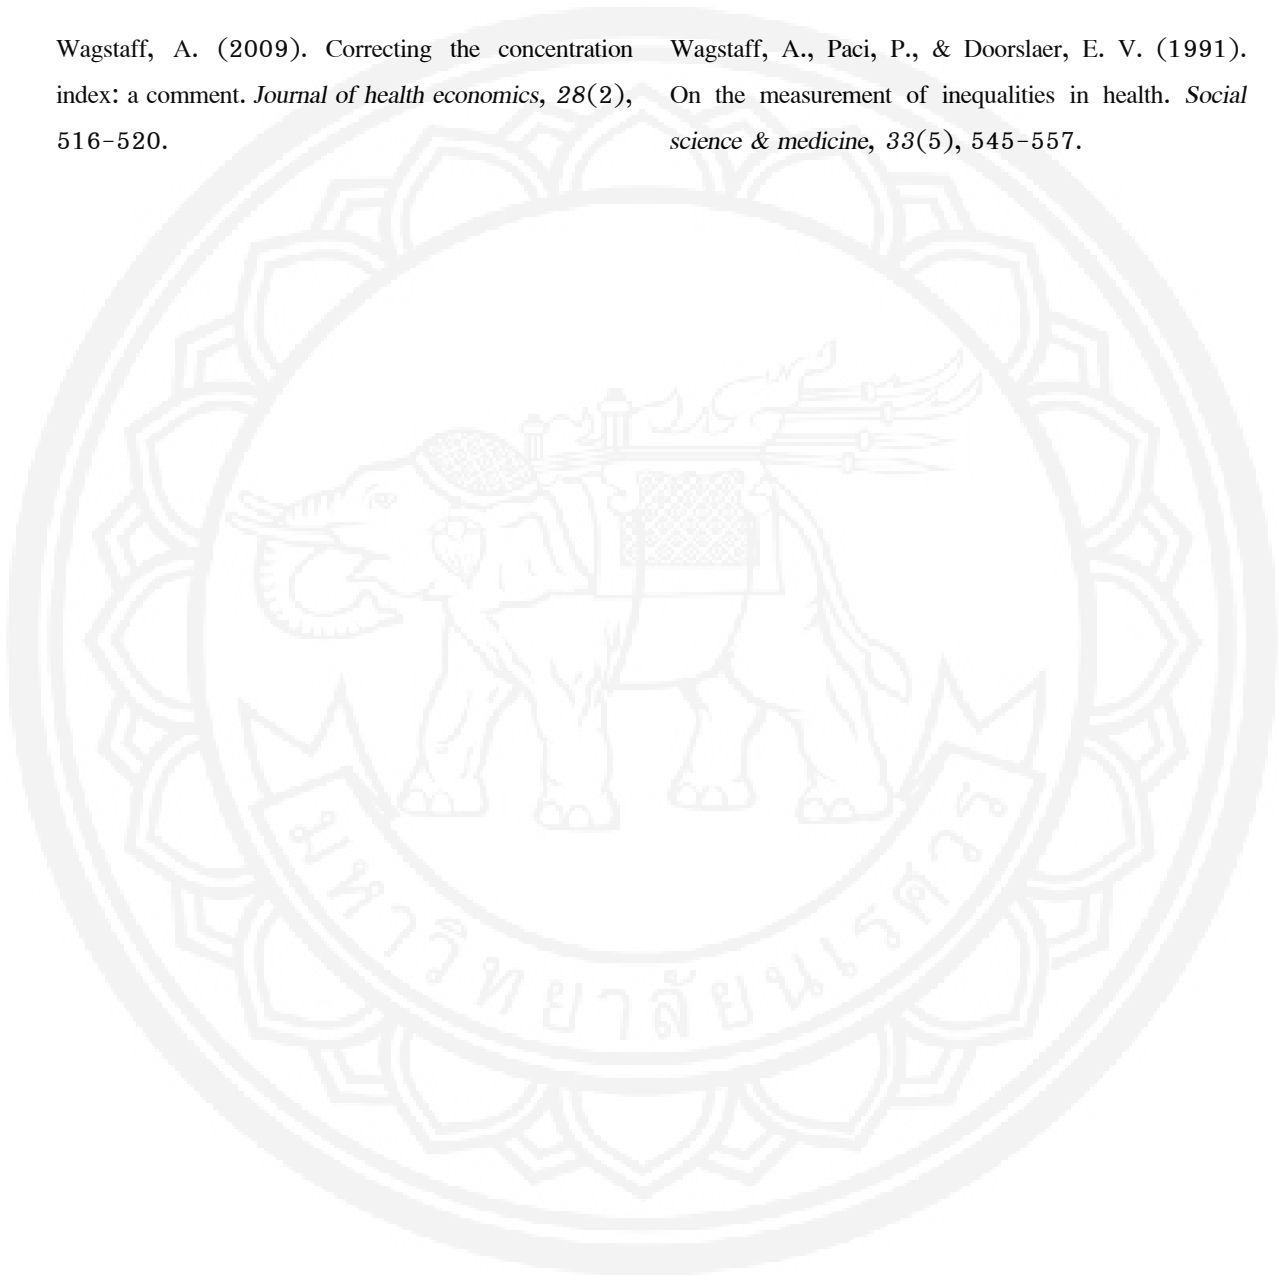 Wagstaff, A. (2009). Correcting the concentration
index: a comment. Journal of health economics, 28(2),
516-520.
Wagstaff, A., Paci, P., & Doorslaer, E. V. (1991).
On the measurement of inequalities in health. Social
science & medicine, 33(5), 545-557.
มหาวิทยาลัยนเรศวร